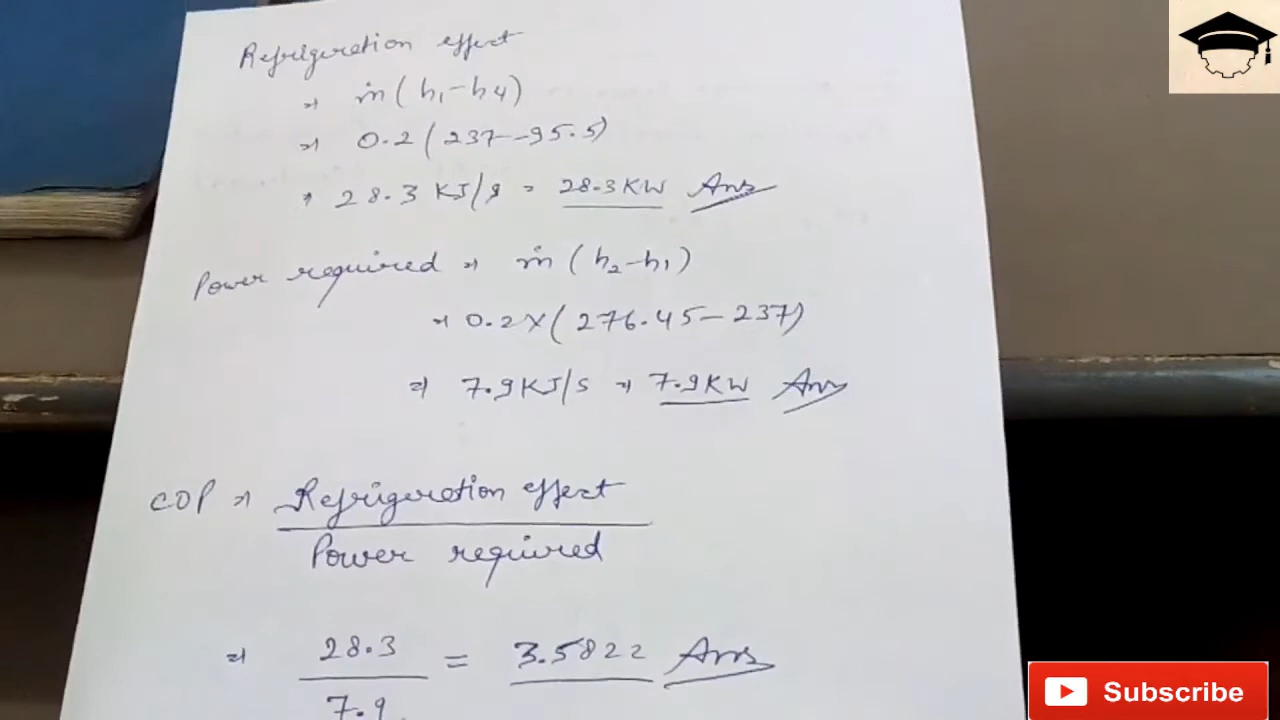 Refrigeration effect
⇒ ṁ (h₁-h₄)
⇒ 0.2 (237-95.5)
⇒ 28.3 KJ/s = 28.3 KW Ans
Power required ⇒ ṁ (h₂-h₁)
⇒ 0.2 × (276.45-237)
⇒ 7.9 KJ/s ⇒ 7.9 KW Ans
COP ⇒ Refrigeration effect
Power required
⇒ 28.3 = 3.5822 Ans
7.9
Subscribe